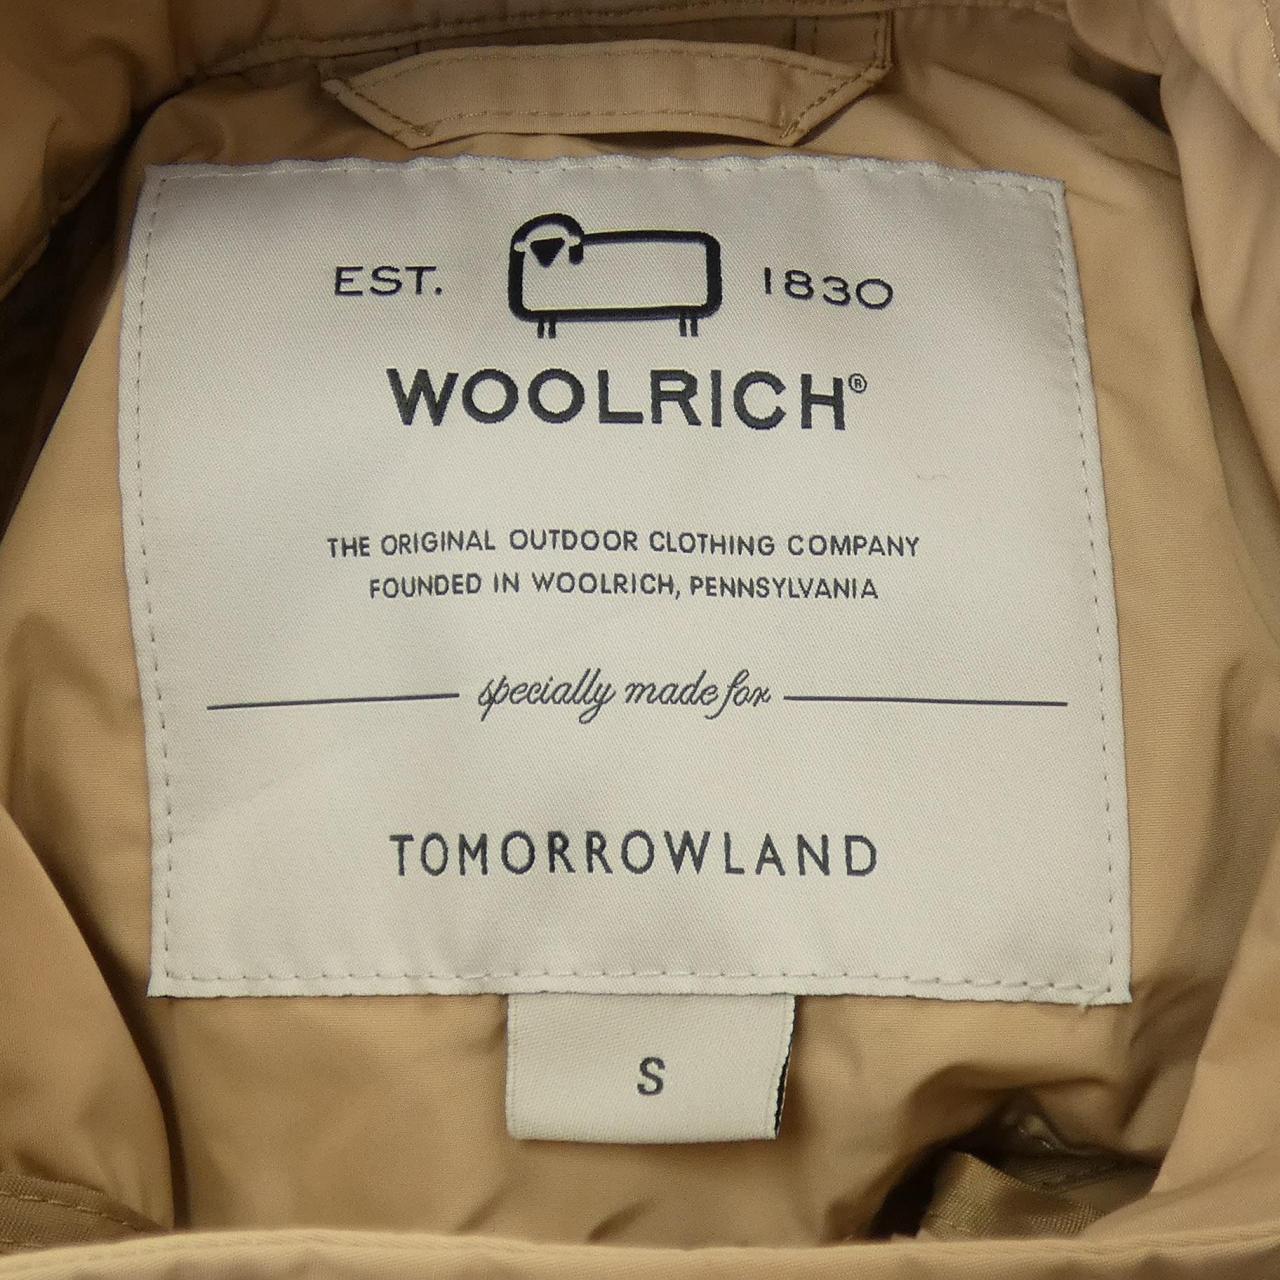 EST. 1830
WOOLRICH®
THE ORIGINAL OUTDOOR CLOTHING COMPANY
FOUNDED IN WOOLRICH, PENNSYLVANIA
specially made for
TOMORROWLAND
S